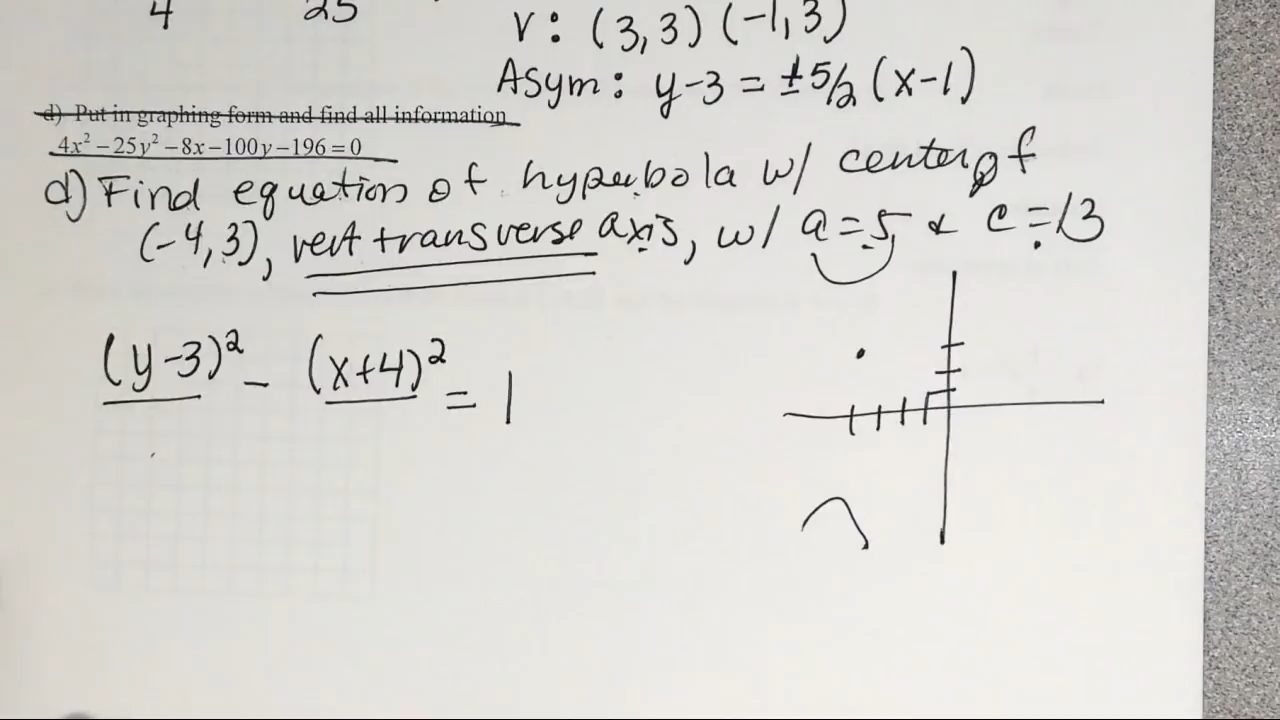 4 25
V: (3,3) (-1,3)
Asym: y-3 = ±5/2 (x-1)
d) Put in graphing form and find all information
4x² – 25y² – 8x – 100y – 196 = 0
d) Find equation of hyperbola w/ center of
(-4,3), vert transverse axis, w/ a=5 & c=13
(y-3)² - (x+4)² = 1